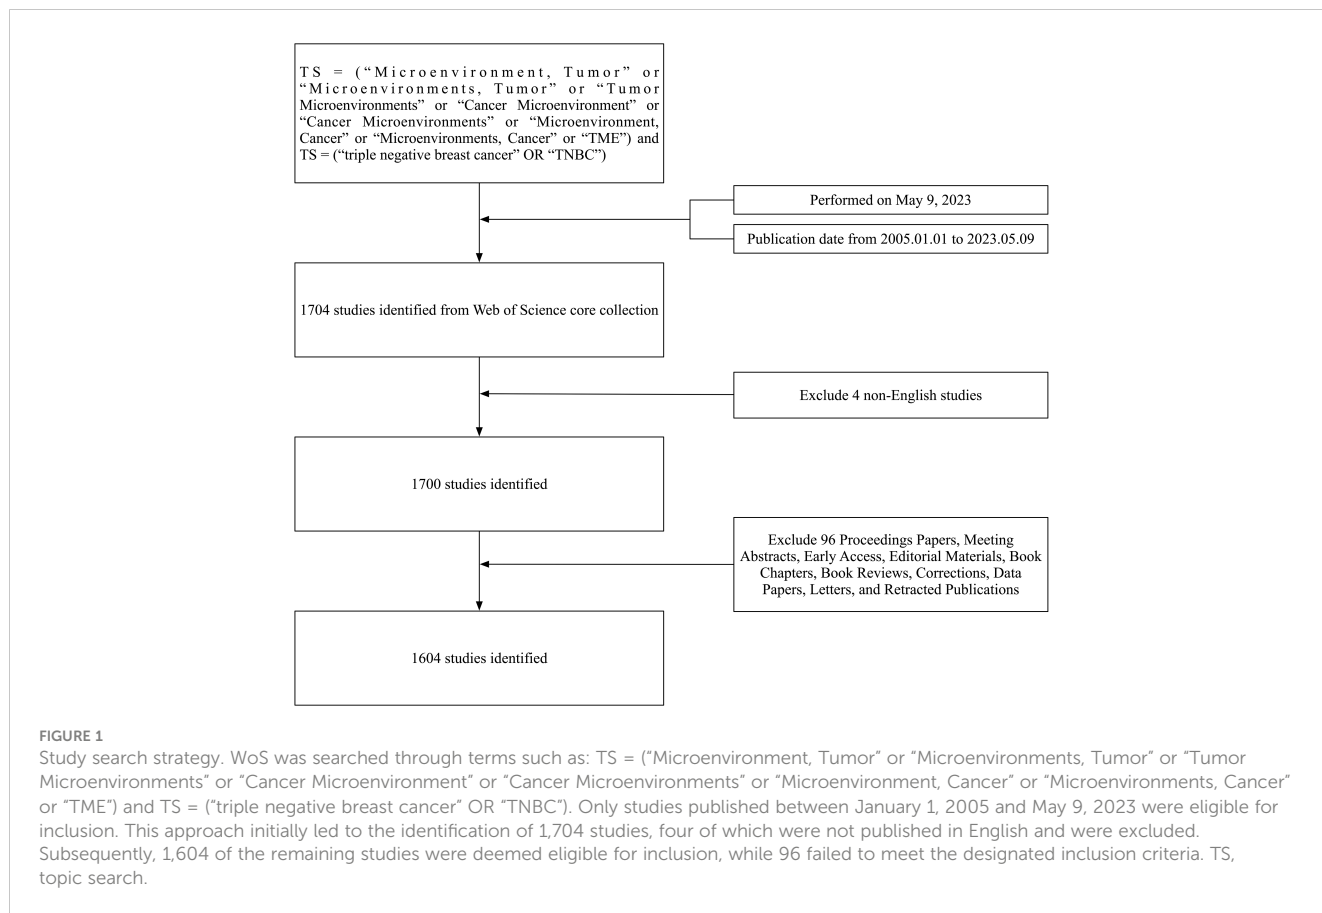 TS = (“Microenvironment, Tumor” or
“Microenvironments, Tumor” or “Tumor
Microenvironments” or “Cancer Microenvironment” or
“Cancer Microenvironments” or “Microenvironment,
Cancer” or “Microenvironments, Cancer” or “TME”) and
TS = (“triple negative breast cancer” OR “TNBC”)
Performed on May 9, 2023
Publication date from 2005.01.01 to 2023.05.09
1704 studies identified from Web of Science core collection
Exclude 4 non-English studies
1700 studies identified
Exclude 96 Proceedings Papers, Meeting
Abstracts, Early Access, Editorial Materials, Book
Chapters, Book Reviews, Corrections, Data
Papers, Letters, and Retracted Publications
1604 studies identified
FIGURE 1
Study search strategy. WoS was searched through terms such as: TS = (“Microenvironment, Tumor” or “Microenvironments, Tumor” or “Tumor
Microenvironments” or “Cancer Microenvironment” or “Cancer Microenvironments” or “Microenvironment, Cancer” or “Microenvironments, Cancer”
or “TME”) and TS = (“triple negative breast cancer” OR “TNBC”). Only studies published between January 1, 2005 and May 9, 2023 were eligible for
inclusion. This approach initially led to the identification of 1,704 studies, four of which were not published in English and were excluded.
Subsequently, 1,604 of the remaining studies were deemed eligible for inclusion, while 96 failed to meet the designated inclusion criteria. TS,
topic search.